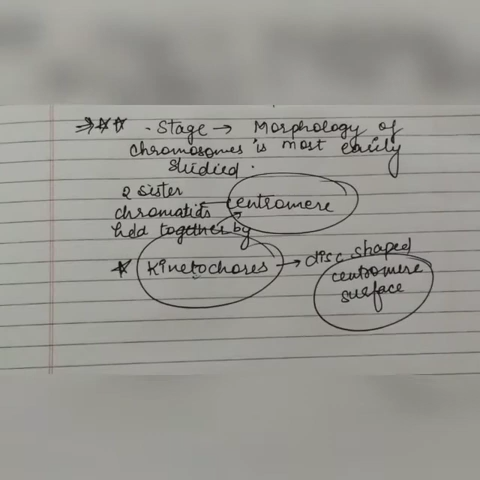 ⇒☆☆ - Stage → Morphology of
chromosomes is most easily
studied.
2 sister centromere
chromatids
held together by
☆ Kinetochores → disc shaped
centromere
surface